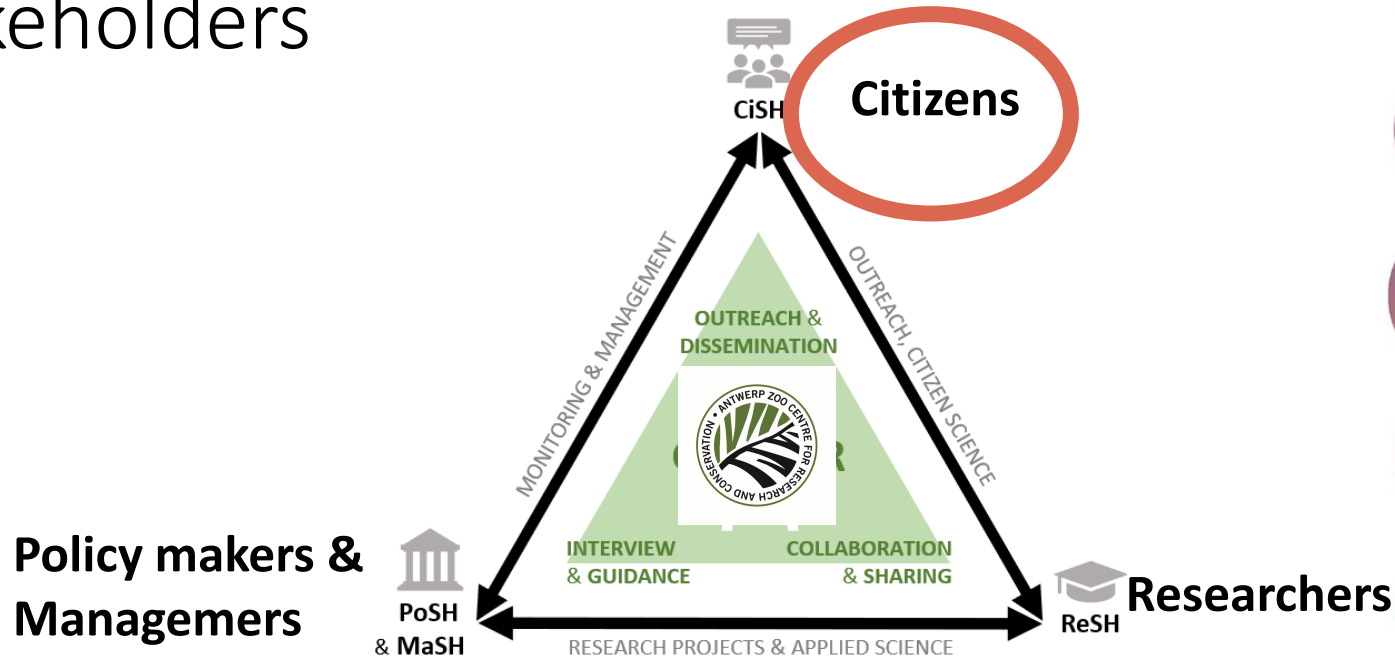 keholders
CiSH
Citizens
MONITORING & MANAGEMENT
OUTREACH, CITIZEN SCIENCE
OUTREACH &
DISSEMINATION
ANTWERP ZOO CENTRE FOR RESEARCH AND CONSERVATION •
R
INTERVIEW
& GUIDANCE
COLLABORATION
& SHARING
Policy makers &
Managemers
PoSH
& MaSH
ReSH
Researchers
RESEARCH PROJECTS & APPLIED SCIENCE